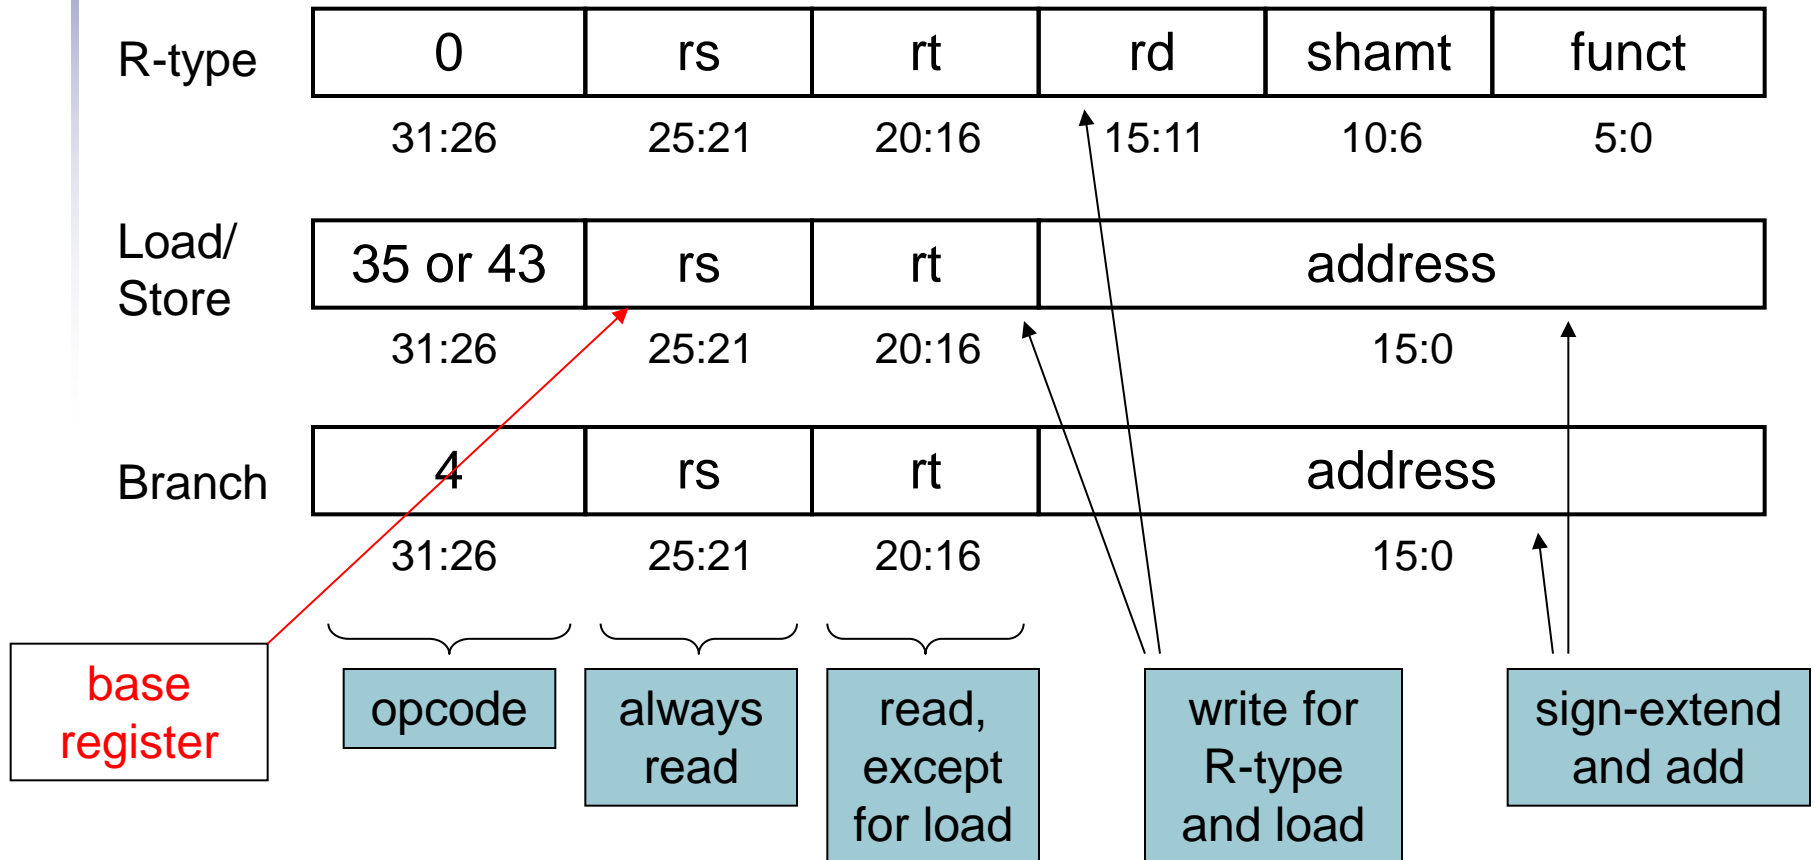 R-type 0 rs rt rd shamt funct
31:26 25:21 20:16 15:11 10:6 5:0
Load/
Store
35 or 43 rs rt address
31:26 25:21 20:16 15:0
Branch 4 rs rt address
31:26 25:21 20:16 15:0
base
register
opcode
always
read
read,
except
for load
write for
R-type
and load
sign-extend
and add